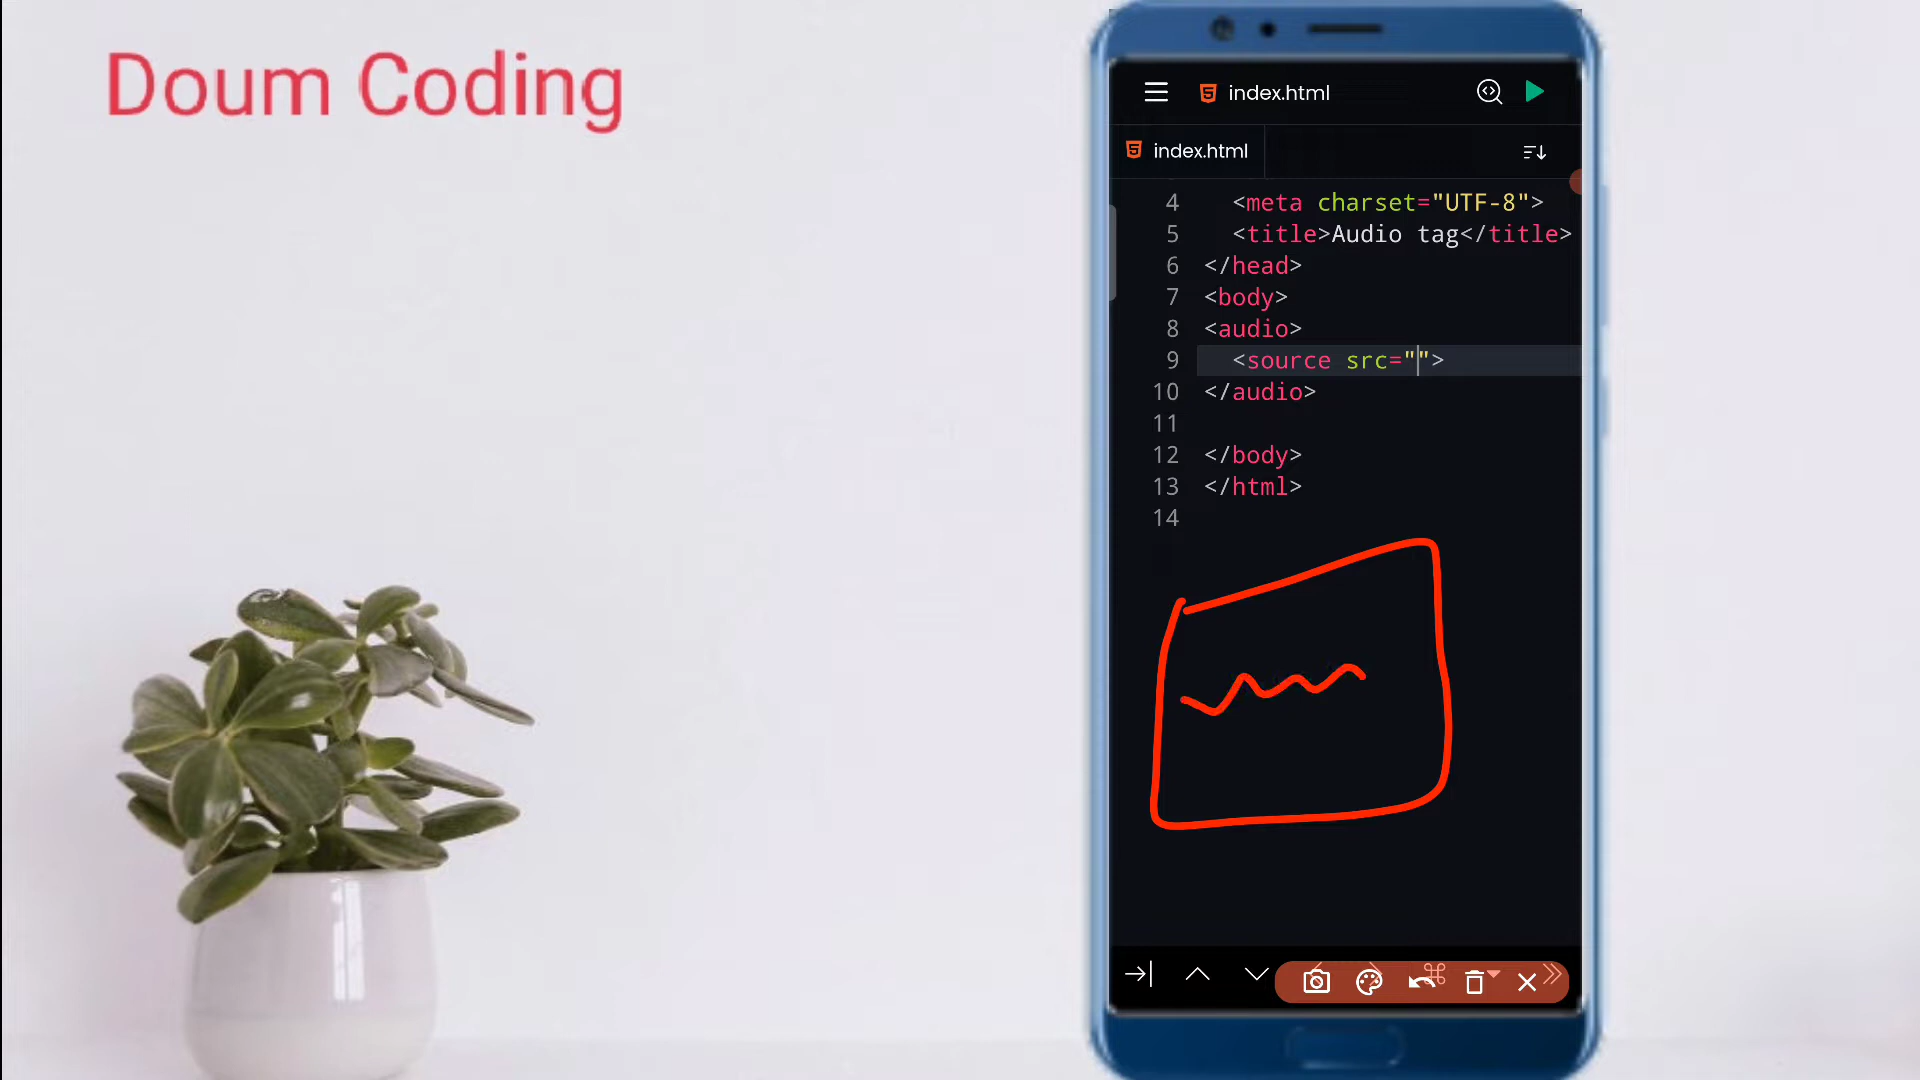 Doum Coding
index.html
index.html
4 <meta charset="UTF-8">
5 <title>Audio tag</title>
6 </head>
7 <body>
8 <audio>
9 <source src="">
10 </audio>
11
12 </body>
13 </html>
14